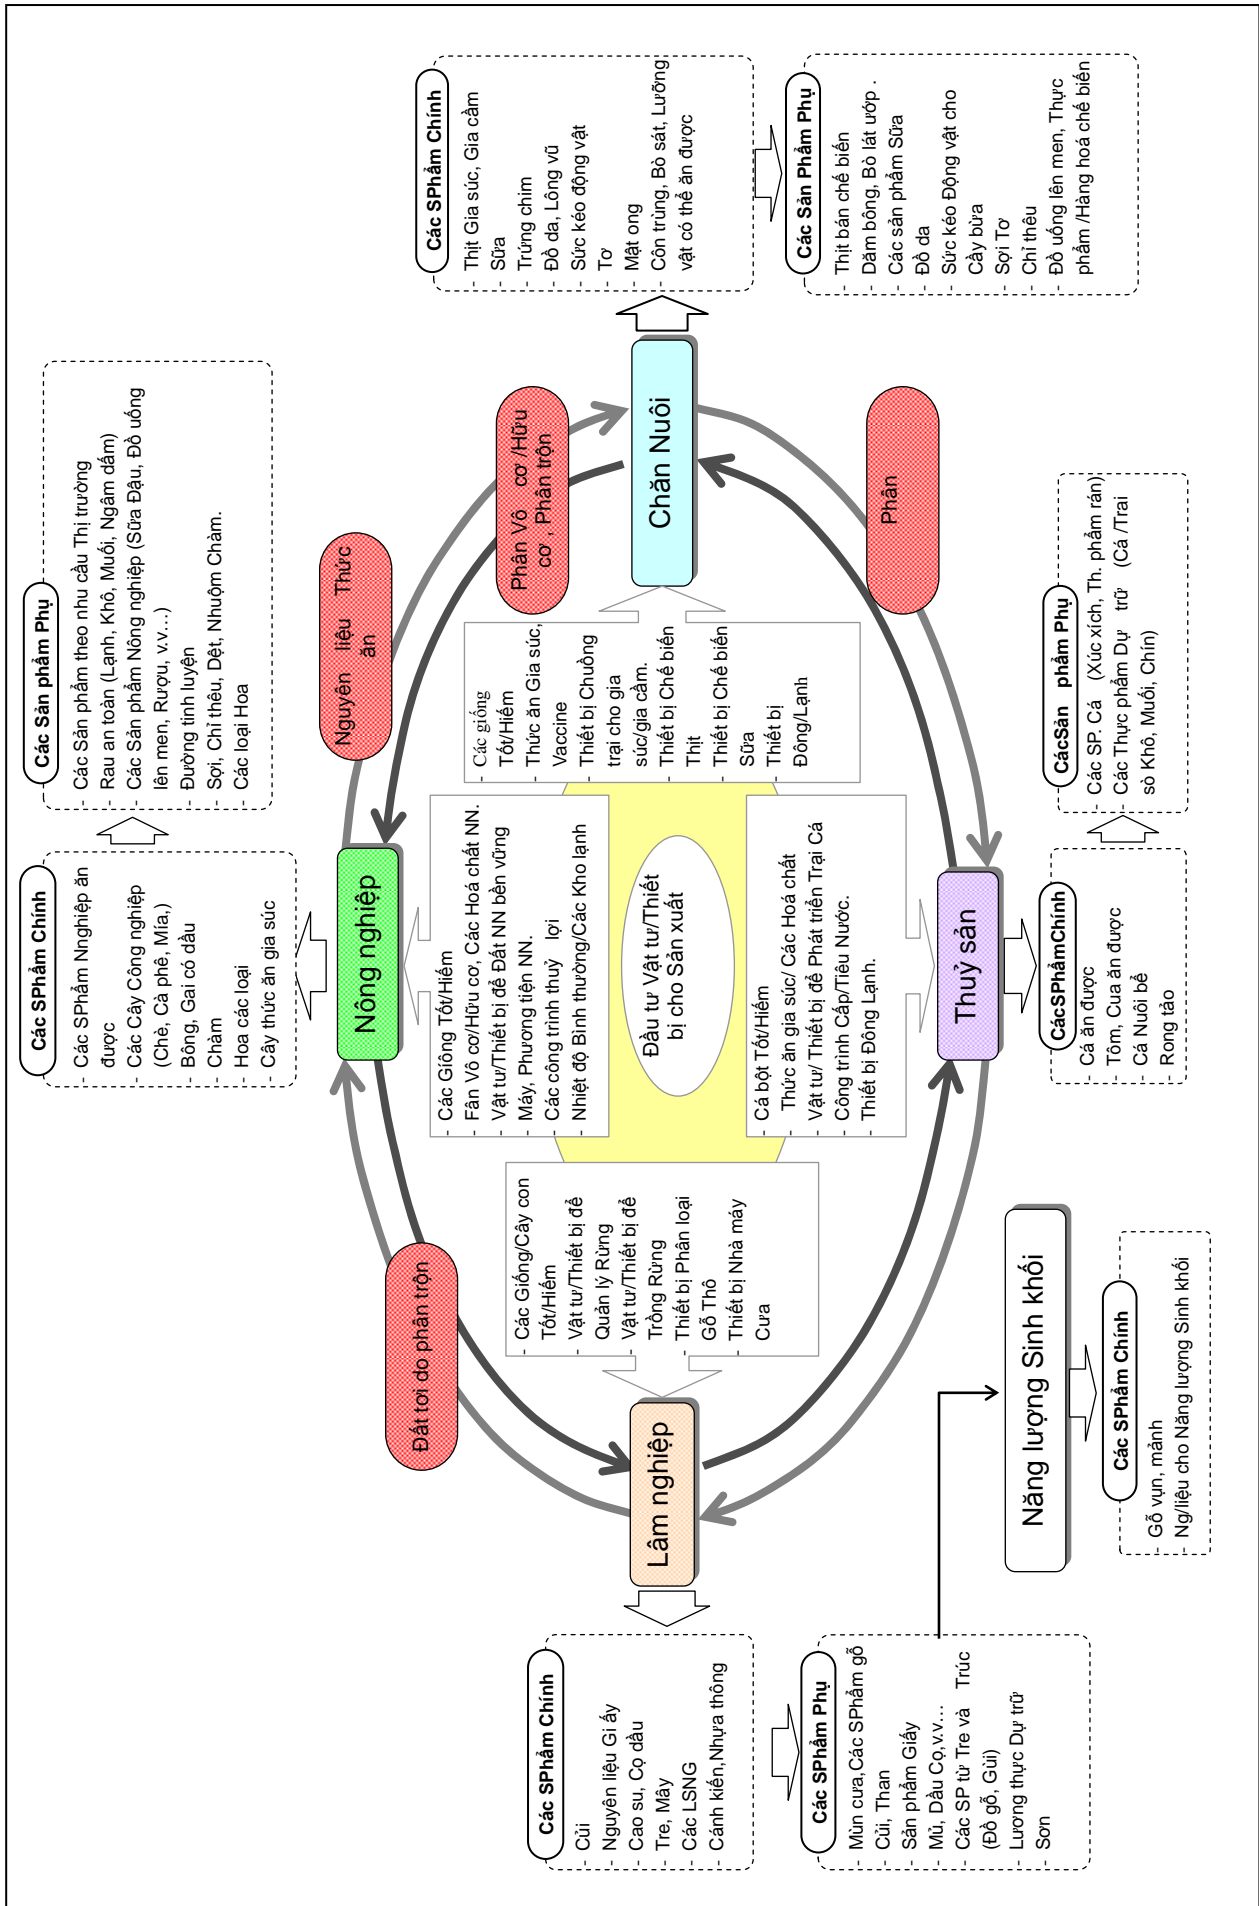 Các SPhẩm Chính
- Các SPhẩm Nnghiệp ăn
được
- Các Cây Công nghiệp
(Chè, Cà phê, Mía,)
- Bông, Gai có dầu
- Chàm
- Hoa các loại
- Cây thức ăn gia súc
Các Sản phẩm Phụ
- Các Sản phẩm theo nhu cầu Thị trường
- Rau an toàn (Lạnh, Khô, Muối, Ngâm dấm)
- Các Sản phẩm Nông nghiệp (Sữa Đậu, Đồ uống
lên men, Rượu, v.v…)
- Đường tinh luyện
- Sợi, Chỉ thêu, Dệt, Nhuộm Chàm.
- Các loại Hoa
Nông nghiệp
Nguyên liệu Thức
ăn
Đất tơi do phân trộn
Phân Vô cơ /Hữu
cơ , Phân trộn
- Các Giống Tốt/Hiếm
- Fân Vô cơ/Hữu cơ, Các Hoá chất NN.
- Vật tư/Thiết bị để Đất NN bền vững
- Máy, Phương tiện NN.
- Các công trình thuỷ lợi
- Nhiệt độ Bình thường/Các Kho lạnh
Các SPhẩm Chính
- Củi
- Nguyên liệu Gi ấy
- Cao su, Cọ dầu
- Tre, Mây
- Các LSNG
- Cánh kiến,Nhựa thông
Lâm nghiệp
- Các Giống/Cây con
Tốt/Hiếm
- Vật tư/Thiết bị để
Quản lý Rừng
- Vật tư/Thiết bị để
Trồng Rừng
- Thiết bị Phân loại
Gỗ Thô
- Thiết bị Nhà máy
Cưa
Đầu tư Vật tư/Thiết
bị cho Sản xuất
- Các giống
Tốt/Hiếm
- Thức ăn Gia súc,
Vaccine
- Thiết bị Chuồng
trại cho gia
súc/gia cầm.
- Thiết bị Chế biến
Thịt
- Thiết bị Chế biến
Sữa
- Thiết bị
Đông/Lạnh
Chăn Nuôi
Các SPhẩm Chính
- Thịt Gia súc, Gia cầm
- Sữa
- Trứng chim
- Đồ da, Lông vũ
- Sức kéo động vật
- Tơ
- Mật ong
- Côn trùng, Bò sát, Lưỡng
vật có thể ăn được
Các Sản Phẩm Phụ
- Thịt bán chế biến
- Dăm bông, Bò lát ướp .
- Các sản phẩm Sữa
- Đồ da
- Sức kéo Động vật cho
Cầy bừa
- Sợi Tơ
- Chỉ thêu
- Đồ uống lên men, Thực
phẩm /Hàng hoá chế biến
Các SPhẩm Phụ
- Mùn cưa,Các SPhẩm gỗ
- Củi, Than
- Sản phẩm Giấy
- Mủ, Dầu Cọ,v.v…
- Các SP từ Tre và Trúc
(Đồ gỗ, Gùi)
- Lương thực Dự trữ
- Sơn
- Cá bột Tốt/Hiếm
- Thức ăn gia súc/ Các Hoá chất
- Vật tư/ Thiết bị để Phát triển Trại Cá
- Công trình Cấp/Tiêu Nước.
- Thiết bị Đông Lạnh.
Phân
Thuỷ sản
Năng lượng Sinh khối
Các SPhẩm Chính
- Gỗ vụn, mảnh
- Ng/liệu cho Năng lượng Sinh khối
CácSPhẩmChính
- Cá ăn được
- Tôm, Cua ăn được
- Cá Nuôi bể
- Rong tảo
CácSản phẩm Phụ
- Các SP. Cá (Xúc xích, Th. phẩm rán)
- Các Thực phẩm Dự trữ (Cá /Trai
sò Khô, Muối, Chín)